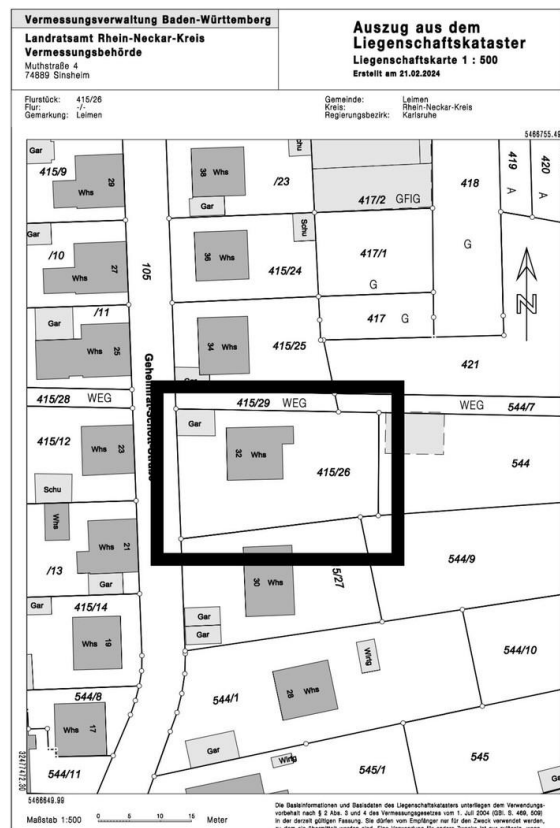 Vermessungsverwaltung Baden-Württemberg
Landratsamt Rhein-Neckar-Kreis
Vermessungsbehörde
Muthstraße 4
74889 Sinsheim
Auszug aus dem
Liegenschaftskataster
Liegenschaftskarte 1 : 500
Erstellt am 21.02.2024
Flurstück: 415/26
Flur: -/-
Gemarkung: Leimen
Gemeinde: Leimen
Kreis: Rhein-Neckar-Kreis
Regierungsbezirk: Karlsruhe
5466755.49
Gar
415/9
Whs
29
38
Whs
Gar
/23
Schu
417/2 GFIG
418
G
419
A
420
A
N
Gar
/10
Whs
27
105
36
Whs
415/24
Schu
417/1
G
/11
Gar
Whs
25
34
Whs
415/25
Gar
417 G
421
415/28 WEG
415/29 WEG
WEG 544/7
415/12
23
Whs
Gar
32 Whs
415/26
544
Schu
Whs
/13
Whs
21
Gar
30 Whs
5/27
544/9
Gar
415/14
Gar
Gar
Whs
19
544/8
544/1
28 Whs
Wirtg
544/10
Whs
17
544/11
Gar
Wirtg
545/1
545
32477472.30
5466649.99
Maßstab 1:500
0 5 10 15 Meter
Die Basisinformationen und Basisdaten des Liegenschaftskatasters unterliegen dem Verwendungs-
vorbehalt nach § 2 Abs. 3 und 4 des Vermessungsgesetzes vom 1. Juli 2004 (GBl. S. 469, 509)
in der derzeit gültigen Fassung. Sie dürfen vom Empfänger nur für den Zweck verwendet werden,